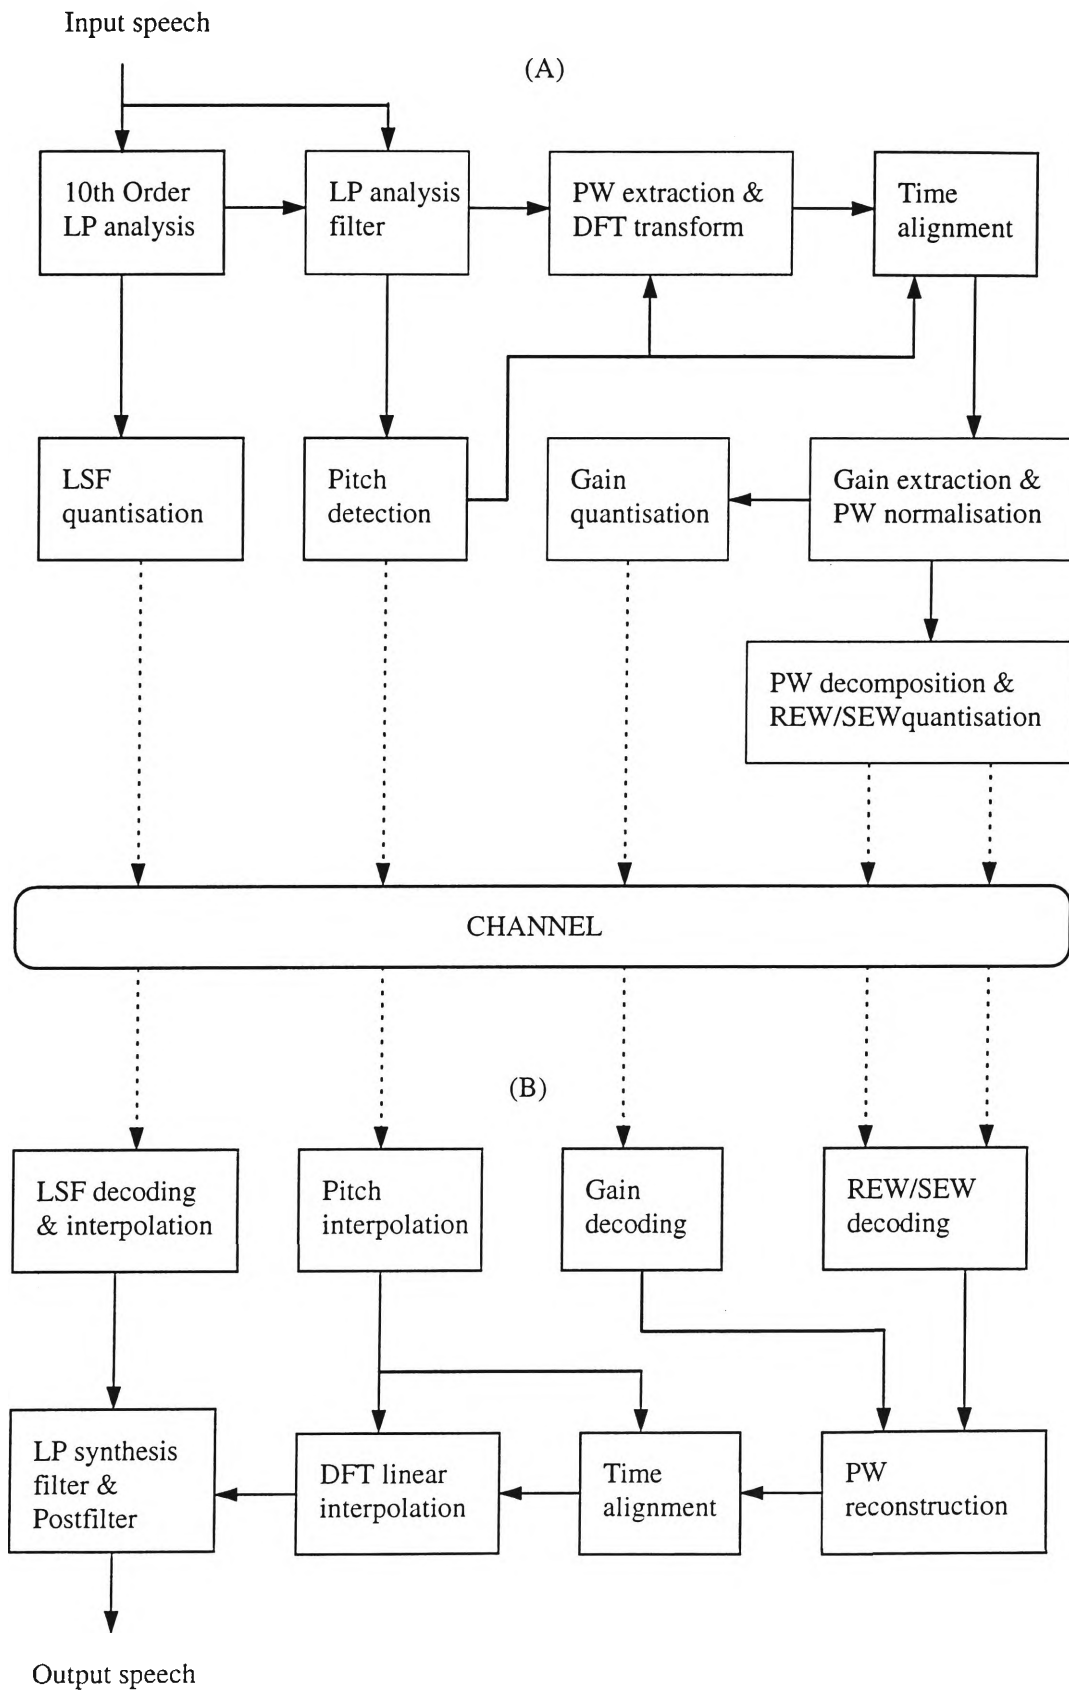 Input speech
(A)
10th Order
LP analysis
LP analysis
filter
PW extraction &
DFT transform
Time
alignment
LSF
quantisation
Pitch
detection
Gain
quantisation
Gain extraction &
PW normalisation
PW decomposition &
REW/SEWquantisation
CHANNEL
(B)
LSF decoding
& interpolation
Pitch
interpolation
Gain
decoding
REW/SEW
decoding
LP synthesis
filter &
Postfilter
DFT linear
interpolation
Time
alignment
PW
reconstruction
Output speech